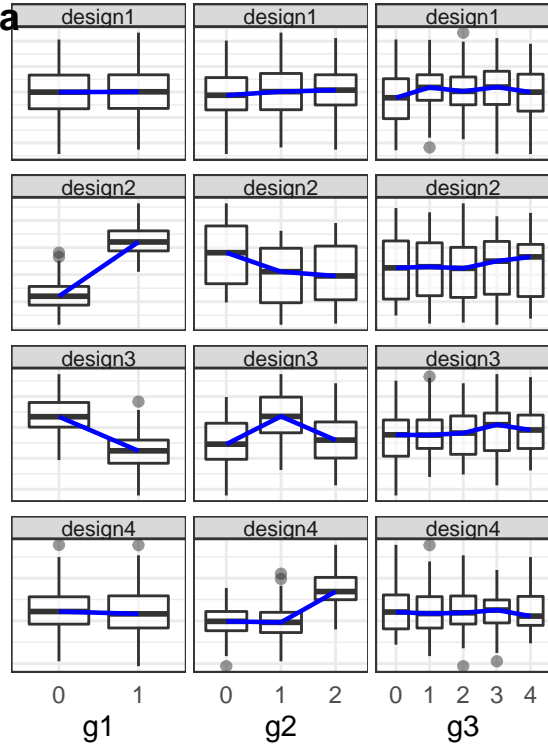 a
design1 design1 design1
design2 design2 design2
design3 design3 design3
design4 design4 design4
0 1 0 1 2 0 1 2 3 4
g1 g2 g3